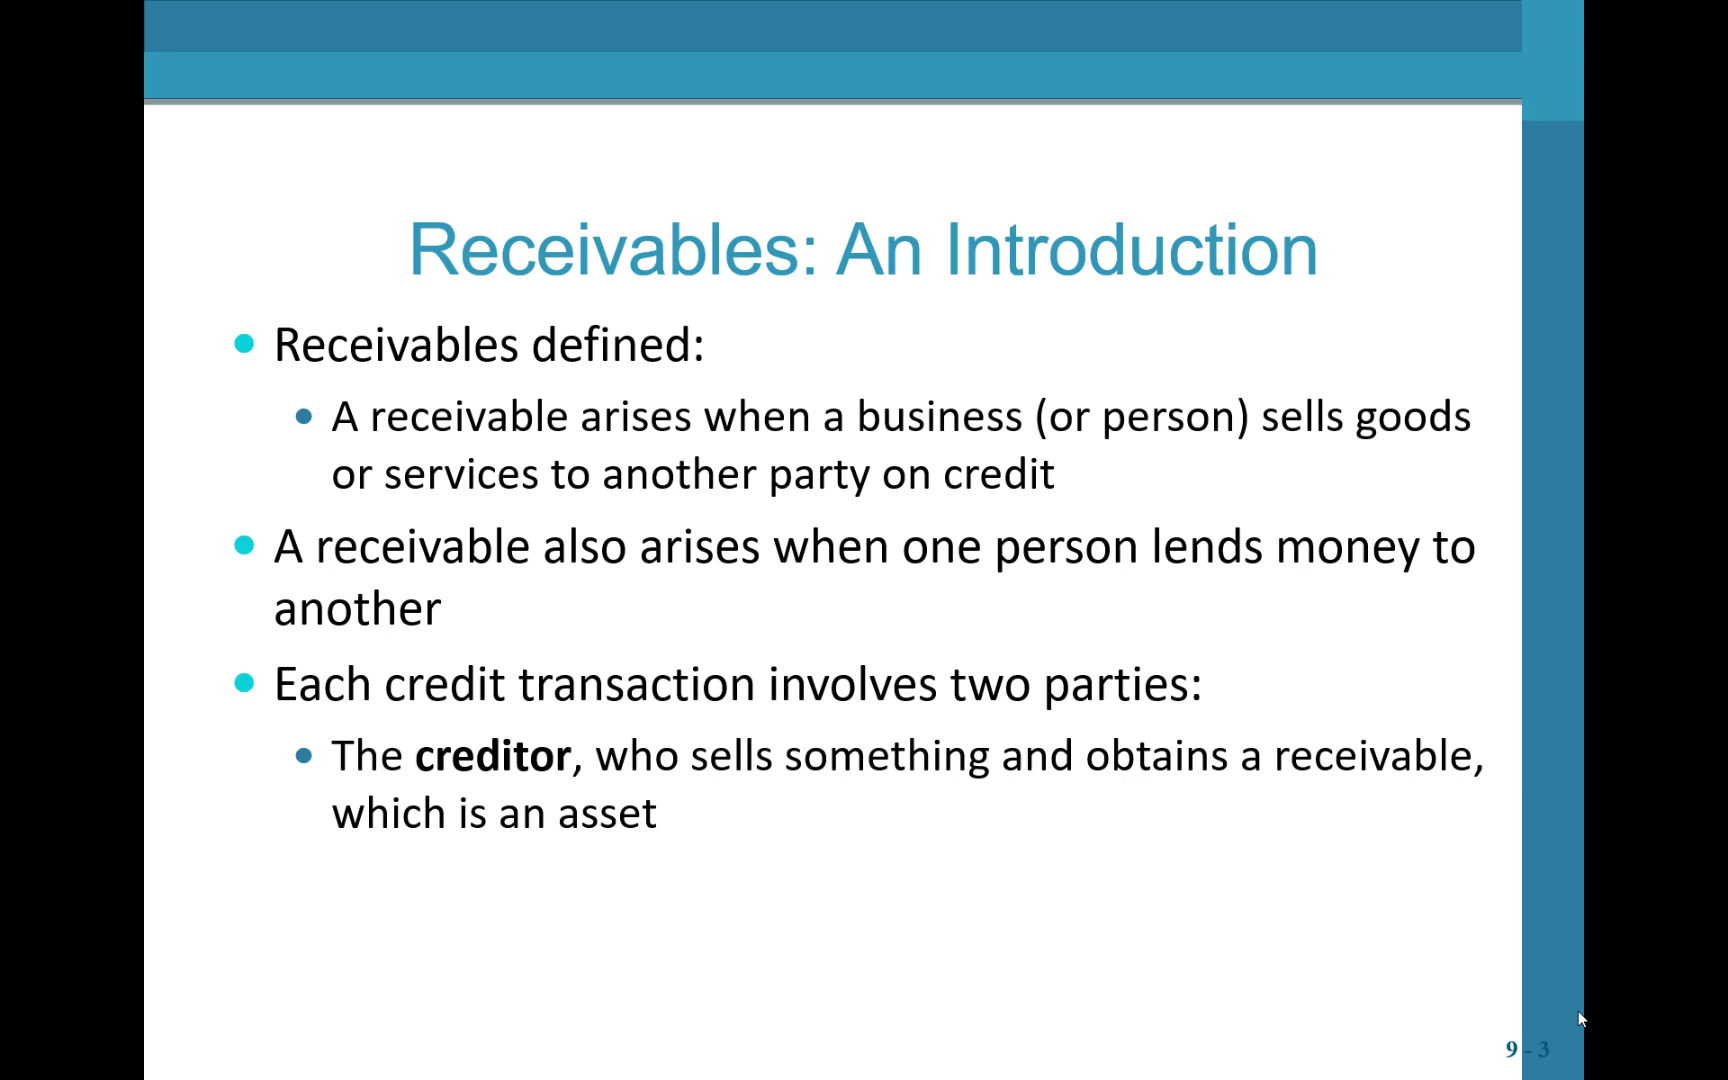 Receivables: An Introduction
Receivables defined:
A receivable arises when a business (or person) sells goods
or services to another party on credit
A receivable also arises when one person lends money to
another
Each credit transaction involves two parties:
The creditor, who sells something and obtains a receivable,
which is an asset
9 - 3